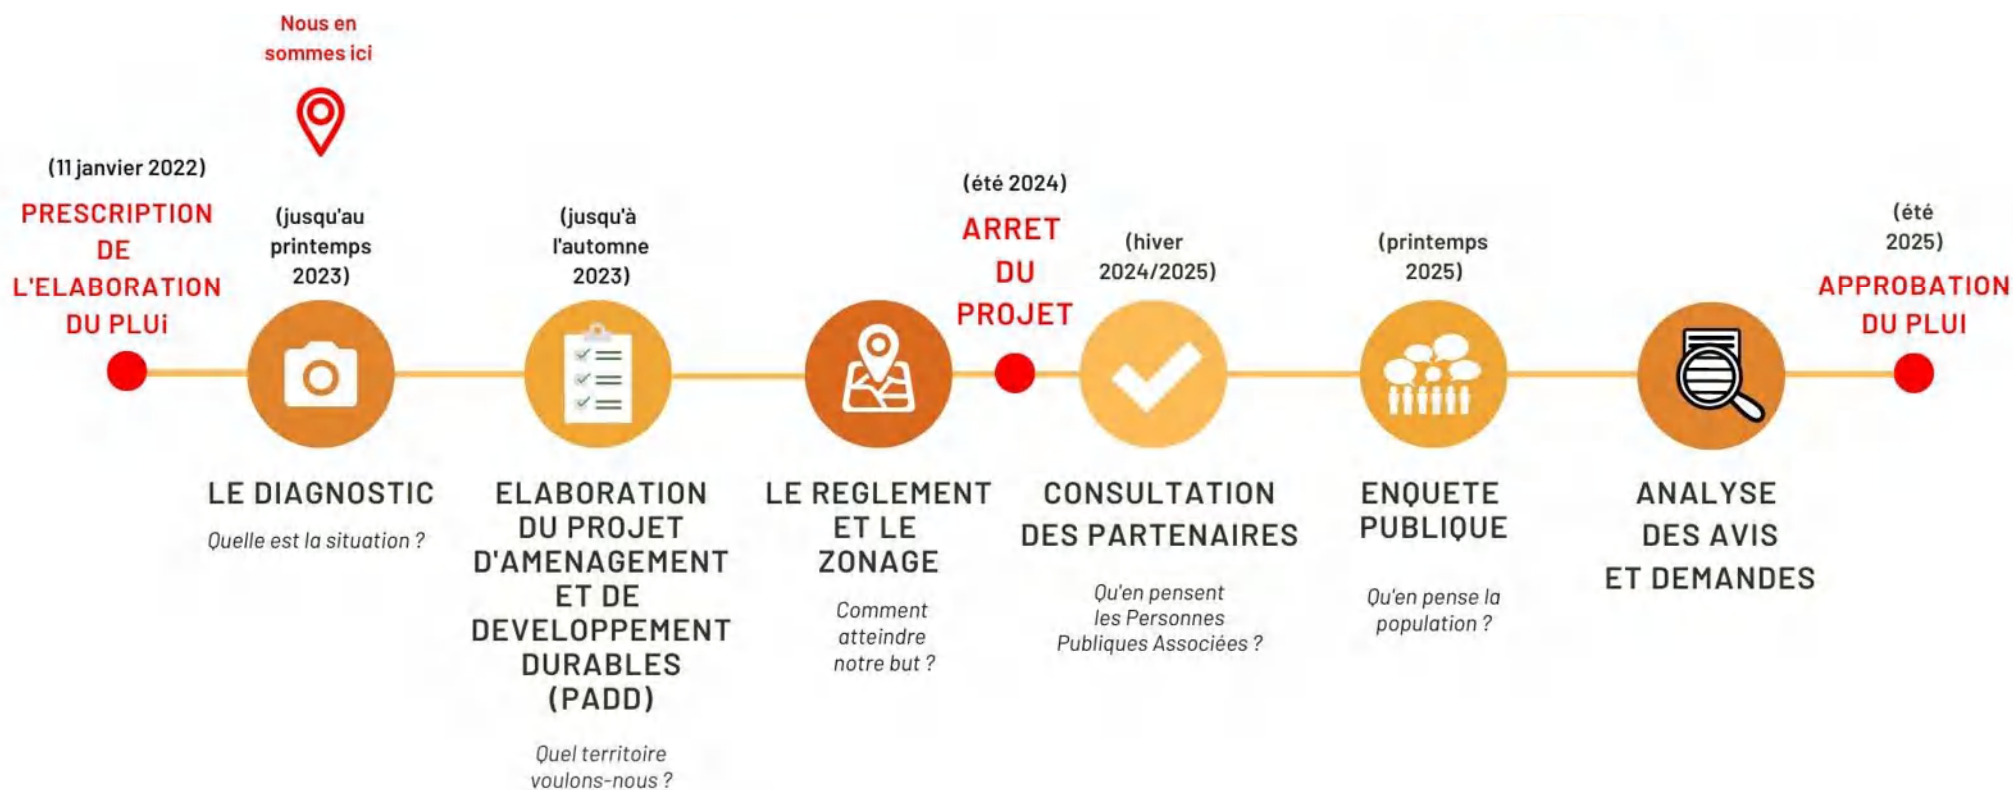 Nous en
sommes ici
(11 janvier 2022)
PRESCRIPTION
DE
L'ELABORATION
DU PLUi
(jusqu'au
printemps
2023)
LE DIAGNOSTIC
Quelle est la situation ?
(jusqu'à
l'automne
2023)
ELABORATION
DU PROJET
D'AMENAGEMENT
ET DE
DEVELOPPEMENT
DURABLES
(PADD)
Quel territoire
voulons-nous ?
LE REGLEMENT
ET LE
ZONAGE
Comment
atteindre
notre but ?
(été 2024)
ARRET
DU
PROJET
(hiver
2024/2025)
CONSULTATION
DES PARTENAIRES
Qu'en pensent
les Personnes
Publiques Associées ?
(printemps
2025)
ENQUETE
PUBLIQUE
Qu'en pense la
population ?
ANALYSE
DES AVIS
ET DEMANDES
(été
2025)
APPROBATION
DU PLUI